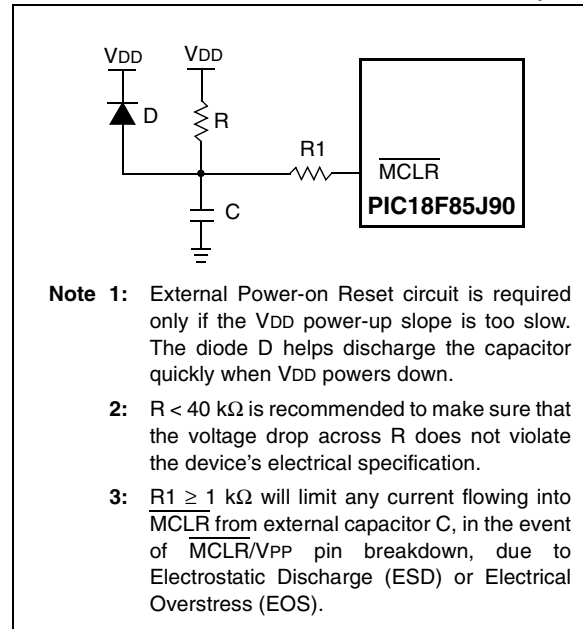 VDD VDD
D
R
R1
MCLR
PIC18F85J90
C
Note 1: External Power-on Reset circuit is required
only if the VDD power-up slope is too slow.
The diode D helps discharge the capacitor
quickly when VDD powers down.
2: R < 40 kΩ is recommended to make sure that
the voltage drop across R does not violate
the device's electrical specification.
3: R1 ≥ 1 kΩ will limit any current flowing into
MCLR from external capacitor C, in the event
of MCLR/VPP pin breakdown, due to
Electrostatic Discharge (ESD) or Electrical
Overstress (EOS).